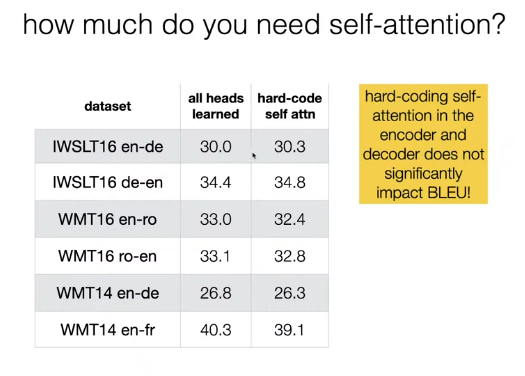 how much do you need self-attention?
dataset all heads learned hard-code self attn
IWSLT16 en-de 30.0 30.3
IWSLT16 de-en 34.4 34.8
WMT16 en-ro 33.0 32.4
WMT16 ro-en 33.1 32.8
WMT14 en-de 26.8 26.3
WMT14 en-fr 40.3 39.1
hard-coding self-
attention in the
encoder and
decoder does not
significantly
impact BLEU!